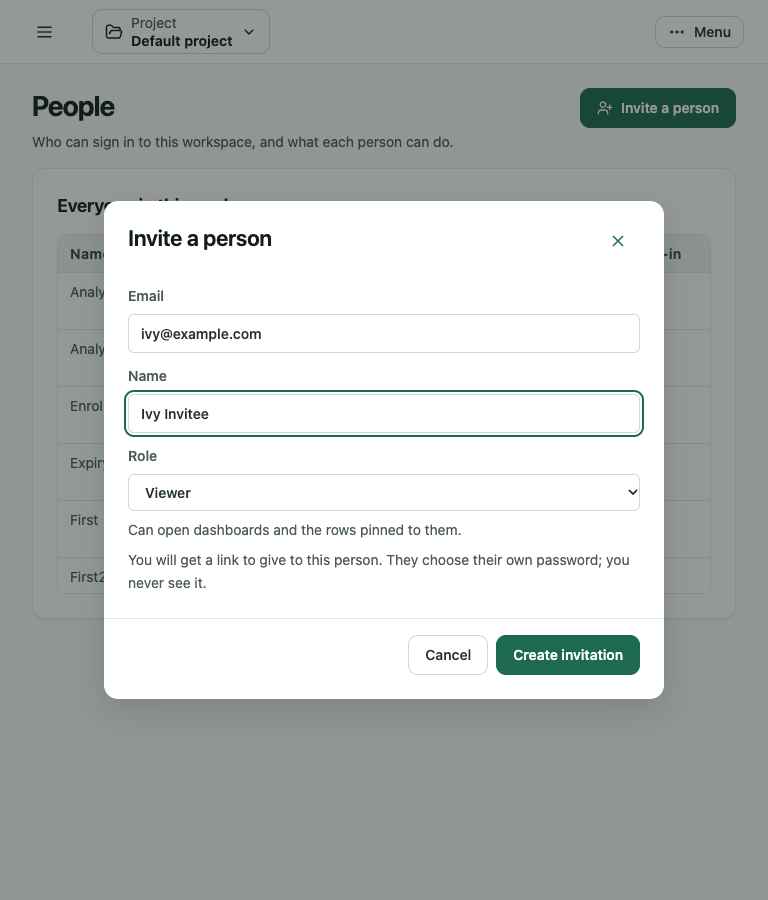 Project
Default project
Menu
People
Invite a person
Who can sign in to this workspace, and what each person can do.
Invite a person
Email
ivy@example.com
Name
Ivy Invitee
Role
Viewer
Can open dashboards and the rows pinned to them.
You will get a link to give to this person. They choose their own password; you
never see it.
Cancel
Create invitation
First